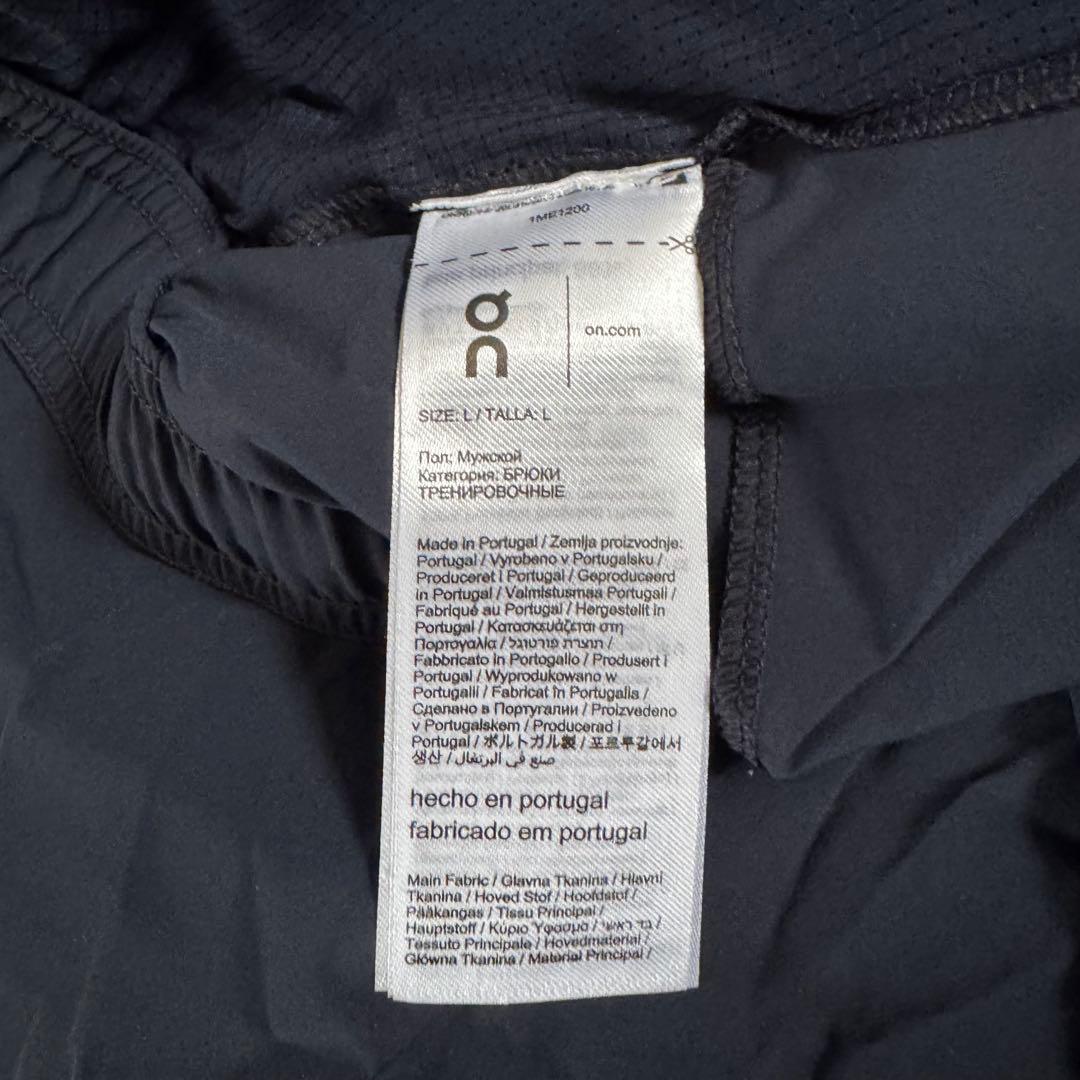 on.com
SIZE: L / TALLA: L
Пол: Мужской
Категория: БРЮКИ
ТРЕНИРОВОЧНЫЕ
Made in Portugal / Zemlja proizvodnje:
Portugal / Vyrobeno v Portugalsku /
Produceret i Portugal / Geproduceerd
in Portugal / Valmistusmaa Portugali /
Fabriqué au Portugal / Hergestellt in
Portugal / Κατασκευάζεται στη
Πορτογαλία / תוצרת פורטוגל /
Fabbricato in Portogallo / Produsert i
Portugal / Wyprodukowano w
Portugalii / Fabricat în Portugalia /
Сделано в Португалии / Proizvedeno
v Portugalskem / Producerad i
Portugal / ポルトガル製 / 포르투갈에서
생산 / صنع في البرتغال
hecho en portugal
fabricado em portugal
Main Fabric / Glavna Tkanina / Hlavní
Tkanina / Hoved Stof / Hoofdstof /
Pääkangas / Tissu Principal /
Hauptstoff / Κύριο Ύφασμα / בד ראשי /
Tessuto Principale / Hovedmaterial /
Główna Tkanina / Material Principal /